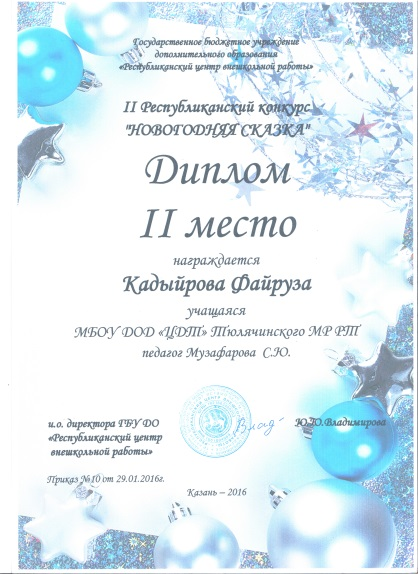 Государственное бюджетное учреждение
дополнительного образования
«Республиканский центр внешкольной работы»
II Республиканский конкурс
"НОВОГОДНЯЯ СКАЗКА"
Диплом
II место
награждается
Кадыйрова Файруза
учащаяся
МБОУ ДОД «ЦДТ» Тюлячинского МР РТ
педагог Музафарова С.Ю.
и.о. директора ГБУ ДО
«Республиканский центр
внешкольной работы»
Ю.Ю.Владимирова
Приказ №10 от 29.01.2016г.
Казань – 2016